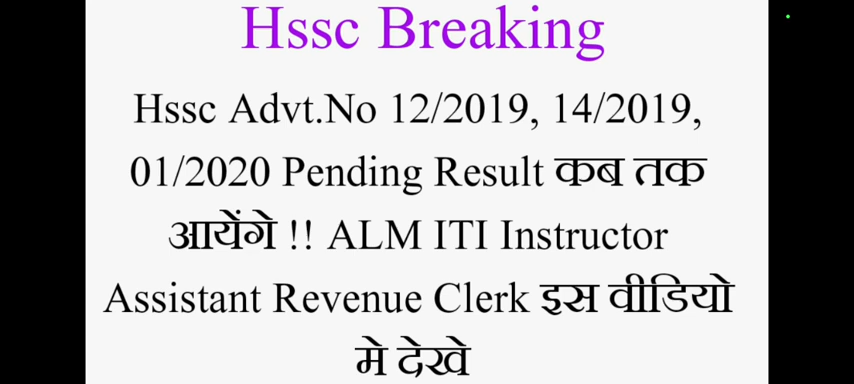 Hssc Breaking
Hssc Advt.No 12/2019, 14/2019,
01/2020 Pending Result कब तक
आयेंगे !! ALM ITI Instructor
Assistant Revenue Clerk इस वीडियो
मे देखे